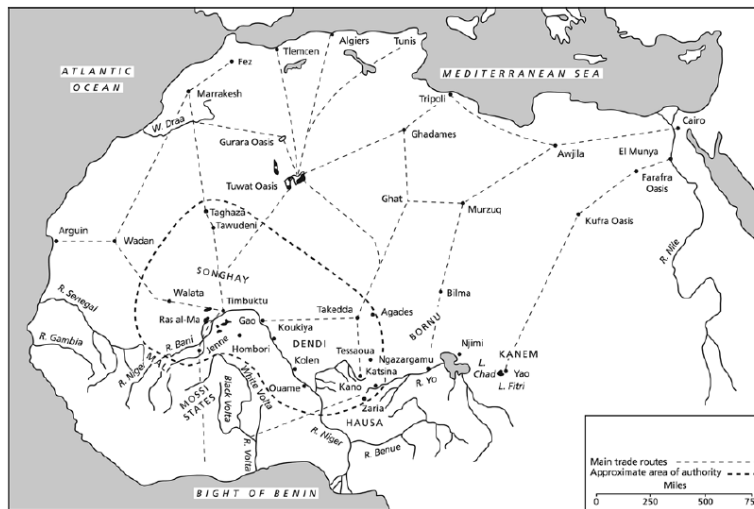 Tlemcen
Algiers
Tunis
Fez
ATLANTIC
OCEAN
MEDITERRANEAN SEA
Marrakesh
Tripoli
W. Draa
Cairo
Ghadames
Gurara Oasis
Awjila
El Munya
Tuwat Oasis
Farafra
Oasis
Ghat
Taghaza
Murzuq
Tawudeni
Kufra Oasis
Arguin
Wadan
R. Nile
SONGHAY
Bilma
R. Senegal
Walata
Timbuktu
Takedda
Agades
Ras al-Ma
Gao
BORNU
R. Gambia
Koukiya
R. Bani
DENDI
Njimi
Jenne
Hombori
KANEM
MALI
Tessaoua
Ngazargamu
L.
Chad
Yao
R. Niger
Kolen
Katsina
L. Fitri
White Volta
Kano
R. Yo
MOSSI
STATES
Black Volta
Ouame
Zaria
HAUSA
R. Niger
R. Volta
R. Benue
Main trade routes
Approximate area of authority
Miles
BIGHT OF BENIN
0 250 500 75